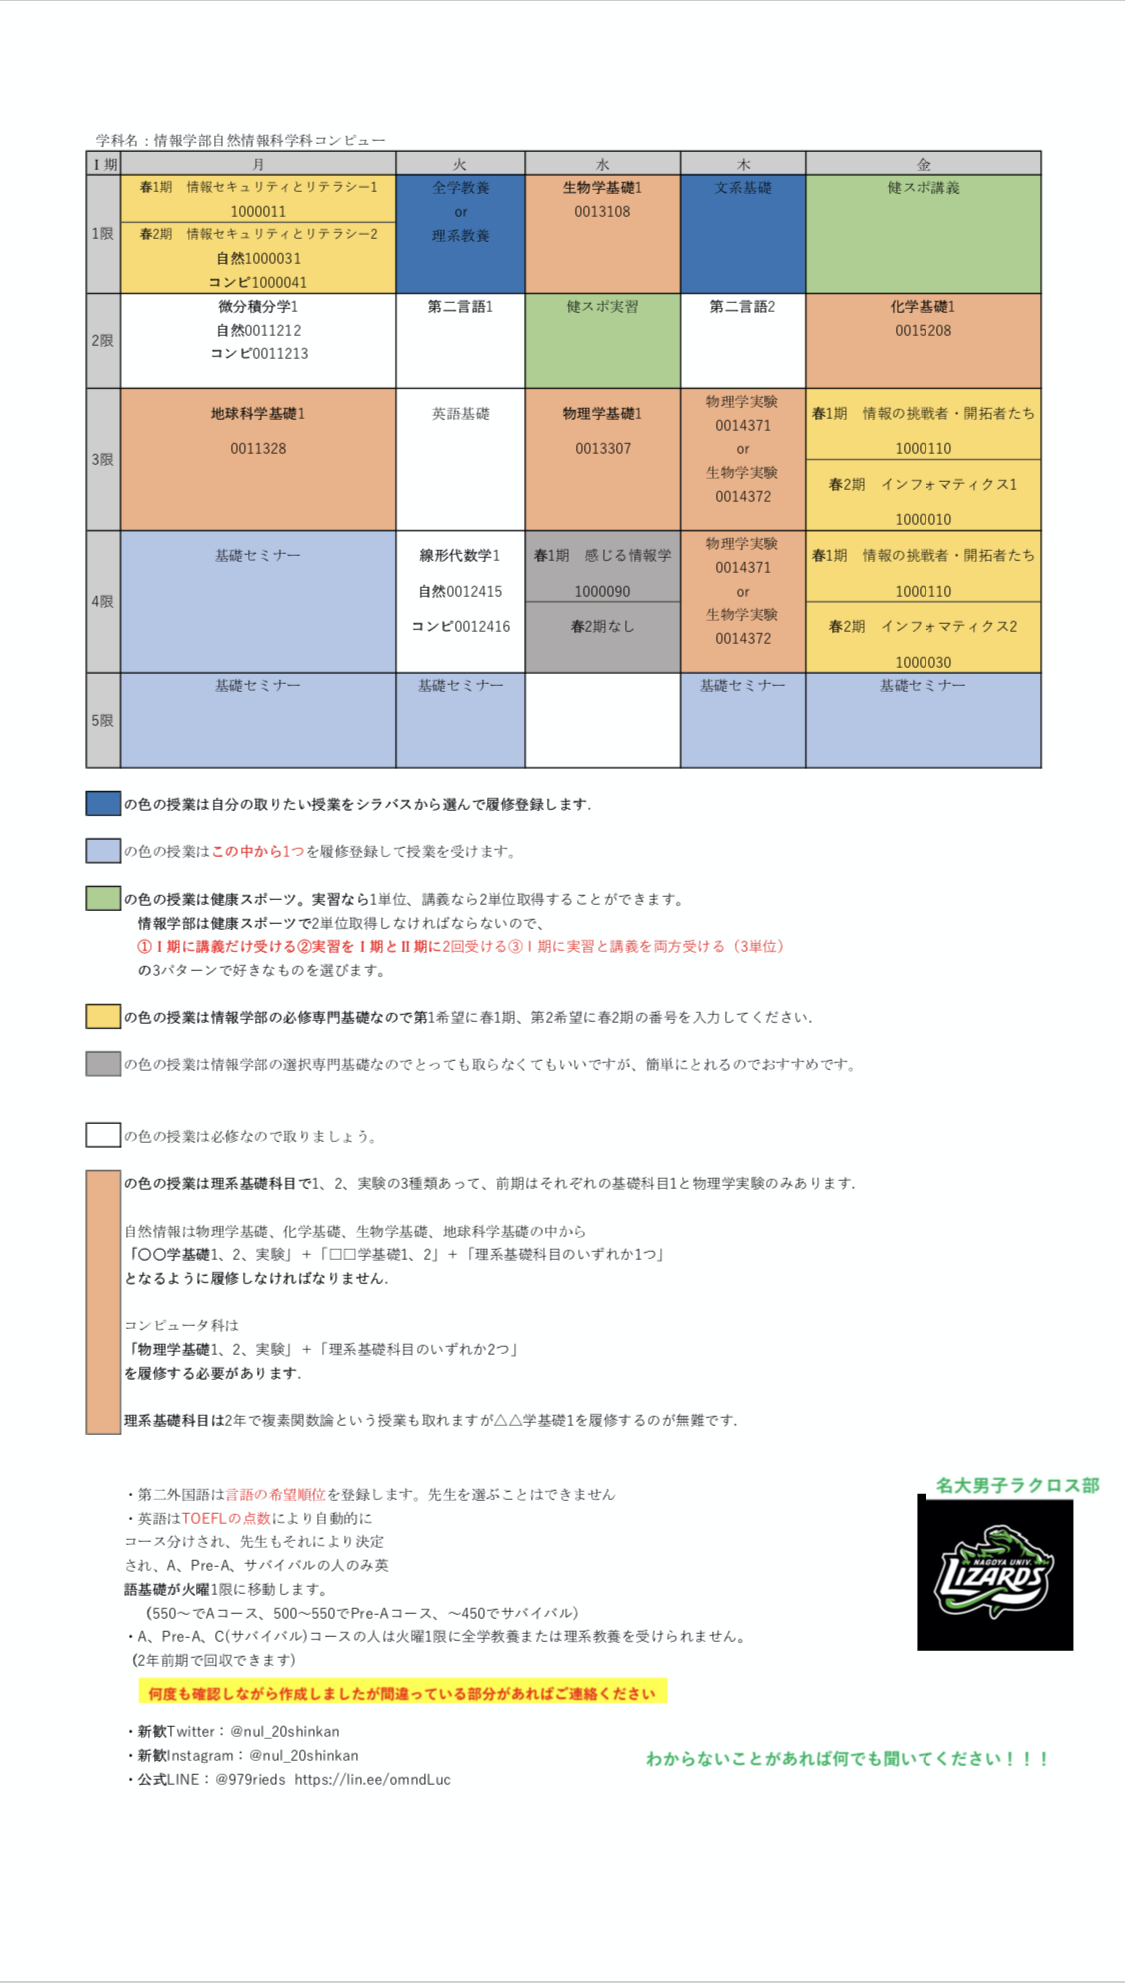 学科名：情報学部自然情報科学科コンピュー
Ⅰ期 月 火 水 木 金
1限
春1期　情報セキュリティとリテラシー1
1000011
春2期　情報セキュリティとリテラシー2
自然1000031
コンピ1000041
全学教養
or
理系教養
生物学基礎1
0013108
文系基礎
健スポ講義
2限
微分積分学1
自然0011212
コンピ0011213
第二言語1
健スポ実習
第二言語2
化学基礎1
0015208
3限
地球科学基礎1
0011328
英語基礎
物理学基礎1
0013307
物理学実験
0014371
or
生物学実験
0014372
春1期　情報の挑戦者・開拓者たち
1000110
春2期　インフォマティクス1
1000010
4限
基礎セミナー
線形代数学1
自然0012415
コンピ0012416
春1期　感じる情報学
1000090
春2期なし
物理学実験
0014371
or
生物学実験
0014372
春1期　情報の挑戦者・開拓者たち
1000110
春2期　インフォマティクス2
1000030
5限
基礎セミナー
基礎セミナー
基礎セミナー
基礎セミナー
の色の授業は自分の取りたい授業をシラバスから選んで履修登録します.
の色の授業はこの中から1つを履修登録して授業を受けます。
の色の授業は健康スポーツ。実習なら1単位、講義なら2単位取得することができます。
情報学部は健康スポーツで2単位取得しなければならないので、
①Ⅰ期に講義だけ受ける②実習をⅠ期とⅡ期に2回受ける③Ⅰ期に実習と講義を両方受ける（3単位）
の3パターンで好きなものを選びます。
の色の授業は情報学部の必修専門基礎なので第1希望に春1期、第2希望に春2期の番号を入力してください.
の色の授業は情報学部の選択専門基礎なのでとっても取らなくてもいいですが、簡単にとれるのでおすすめです。
の色の授業は必修なので取りましょう。
の色の授業は理系基礎科目で1、2、実験の3種類あって、前期はそれぞれの基礎科目1と物理学実験のみあります.
自然情報は物理学基礎、化学基礎、生物学基礎、地球科学基礎の中から
「〇〇学基礎1、2、実験」＋「□□学基礎1、2」＋「理系基礎科目のいずれか1つ」
となるように履修しなければなりません.
コンピュータ科は
「物理学基礎1、2、実験」＋「理系基礎科目のいずれか2つ」
を履修する必要があります.
理系基礎科目は2年で複素関数論という授業も取れますが△△学基礎1を履修するのが無難です.
・第二外国語は言語の希望順位を登録します。先生を選ぶことはできません
・英語はTOEFLの点数により自動的に
コース分けされ、先生もそれにより決定
され、A、Pre-A、サバイバルの人のみ英
語基礎が火曜1限に移動します。
（550〜でAコース、500〜550でPre-Aコース、〜450でサバイバル）
・A、Pre-A、C(サバイバル)コースの人は火曜1限に全学教養または理系教養を受けられません。
（2年前期で回収できます）
何度も確認しながら作成しましたが間違っている部分があればご連絡ください
・新歓Twitter：@nul_20shinkan
・新歓Instagram：@nul_20shinkan
・公式LINE：@979rieds https://lin.ee/omndLuc
名大男子ラクロス部
NAGOYA UNIV.
LIZARDS
わからないことがあれば何でも聞いてください！！！